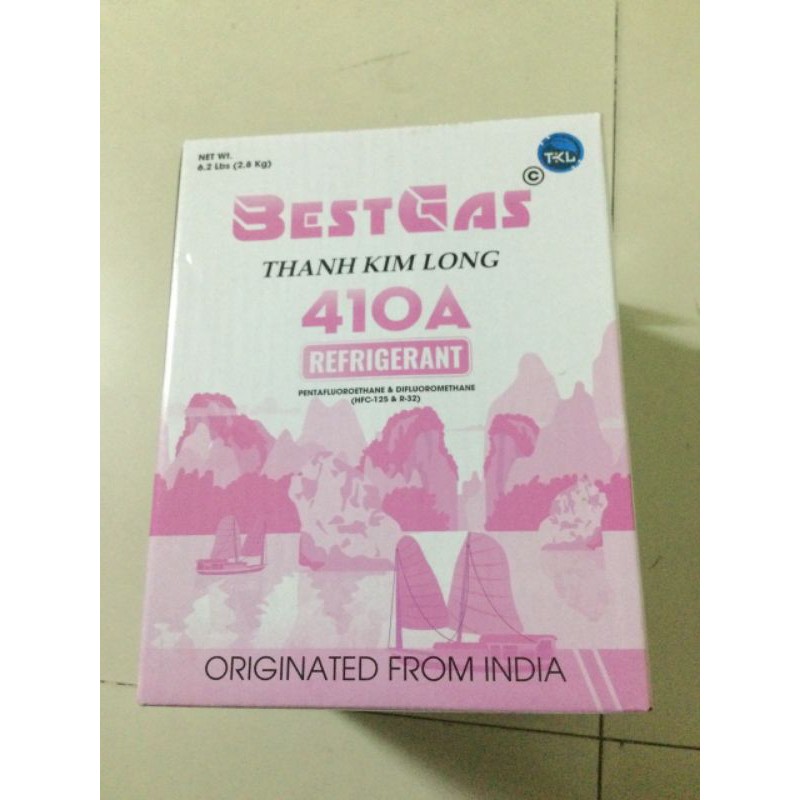 NET Wt.
6.2 Lbs (2.8 Kg)
TKL
©
BESTGAS
THANH KIM LONG
410A
REFRIGERANT
PENTAFLUOROETHANE & DIFLUOROMETHANE
(HFC-125 & R-32)
ORIGINATED FROM INDIA